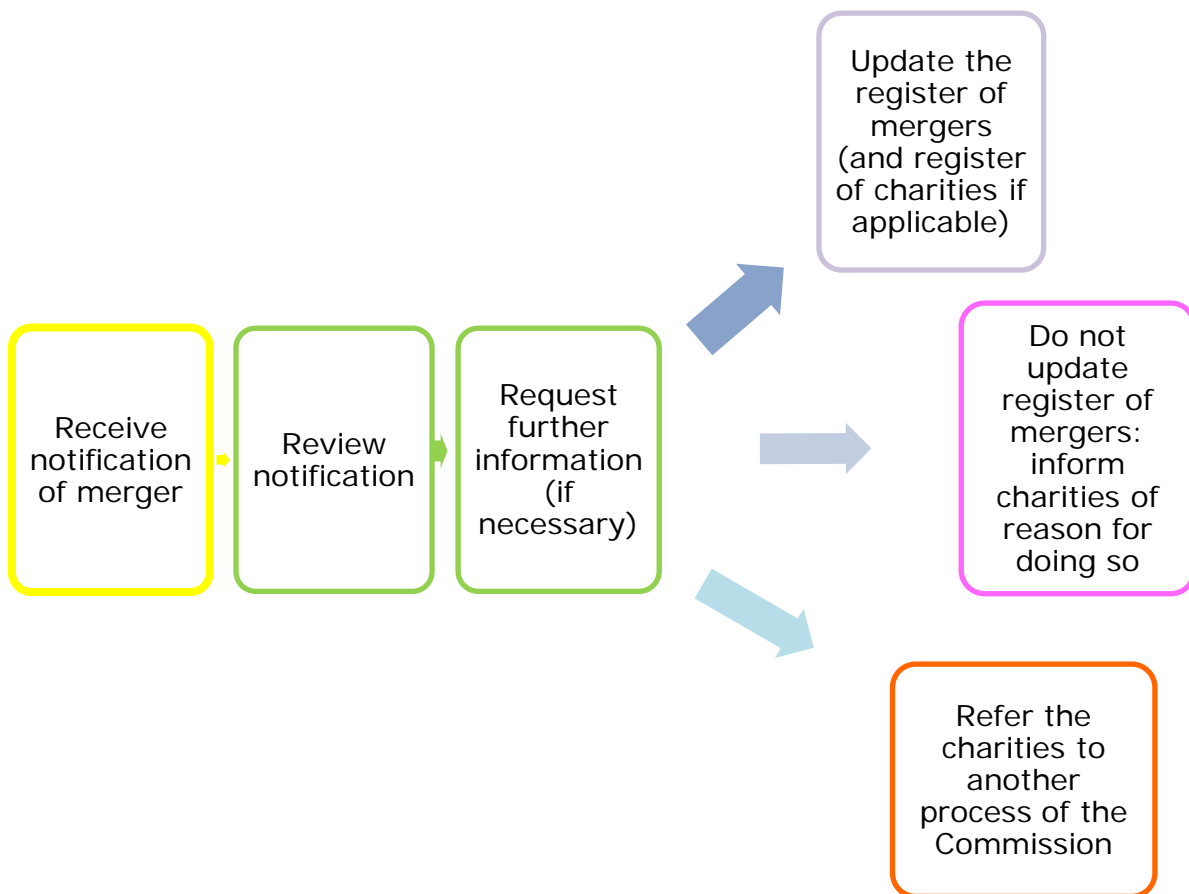 Receive
notification
of merger
Review
notification
Request
further
information
(if
necessary)
Update the
register of
mergers
(and register
of charities if
applicable)
Do not
update
register of
mergers:
inform
charities of
reason for
doing so
Refer the
charities to
another
process of the
Commission